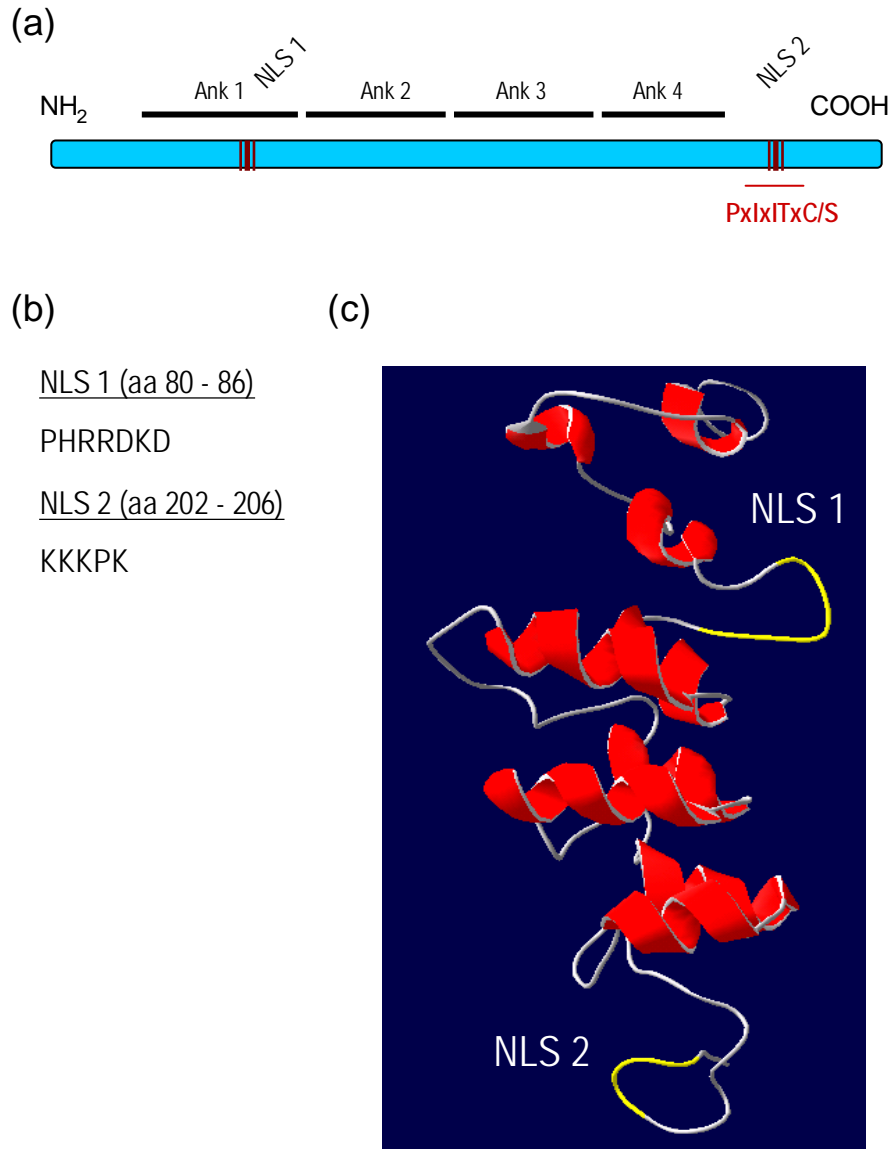 (a)
Ank 1 NLS 1 Ank 2 Ank 3 Ank 4 NLS 2
NH2 COOH
PxIxITxC/S
(b)
NLS 1 (aa 80 - 86)
PHRRDKD
NLS 2 (aa 202 - 206)
KKKPK
(c)
NLS 1
NLS 2